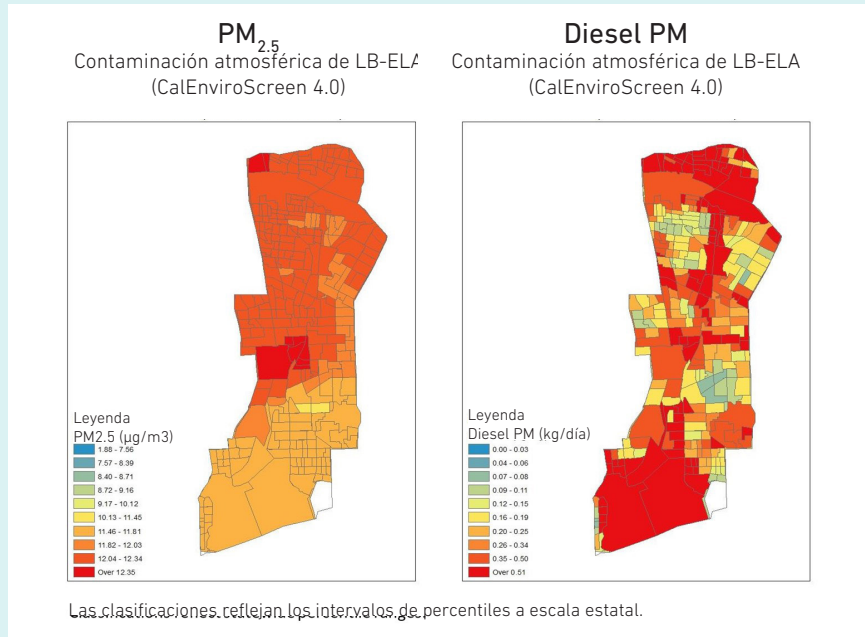 PM2.5
Contaminación atmosférica de LB-ELA
(CalEnviroScreen 4.0)
Leyenda
PM2.5 (µg/m3)
1.88 - 7.56
7.57 - 8.39
8.40 - 8.71
8.72 - 9.16
9.17 - 10.12
10.13 - 11.45
11.46 - 11.81
11.82 - 12.03
12.04 - 12.34
Over 12.35
Diesel PM
Contaminación atmosférica de LB-ELA
(CalEnviroScreen 4.0)
Leyenda
Diesel PM (kg/día)
0.00 - 0.03
0.04 - 0.06
0.07 - 0.08
0.09 - 0.11
0.12 - 0.15
0.16 - 0.19
0.20 - 0.25
0.26 - 0.34
0.35 - 0.50
Over 0.51
Las clasificaciones reflejan los intervalos de percentiles a escala estatal.